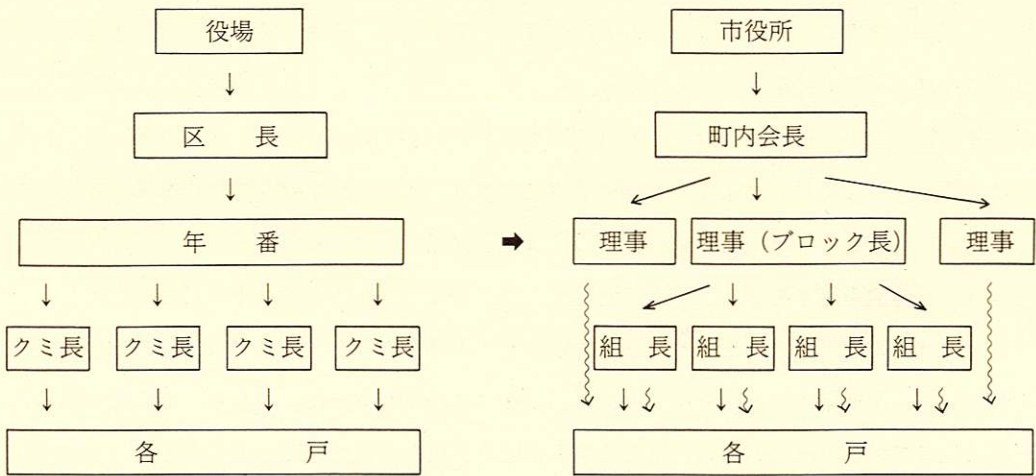 役場
区 長
年 番
クミ長 クミ長 クミ長 クミ長
各 戸
市役所
町内会長
理事 理事（ブロック長） 理事
組 長 組 長 組 長 組 長
各 戸